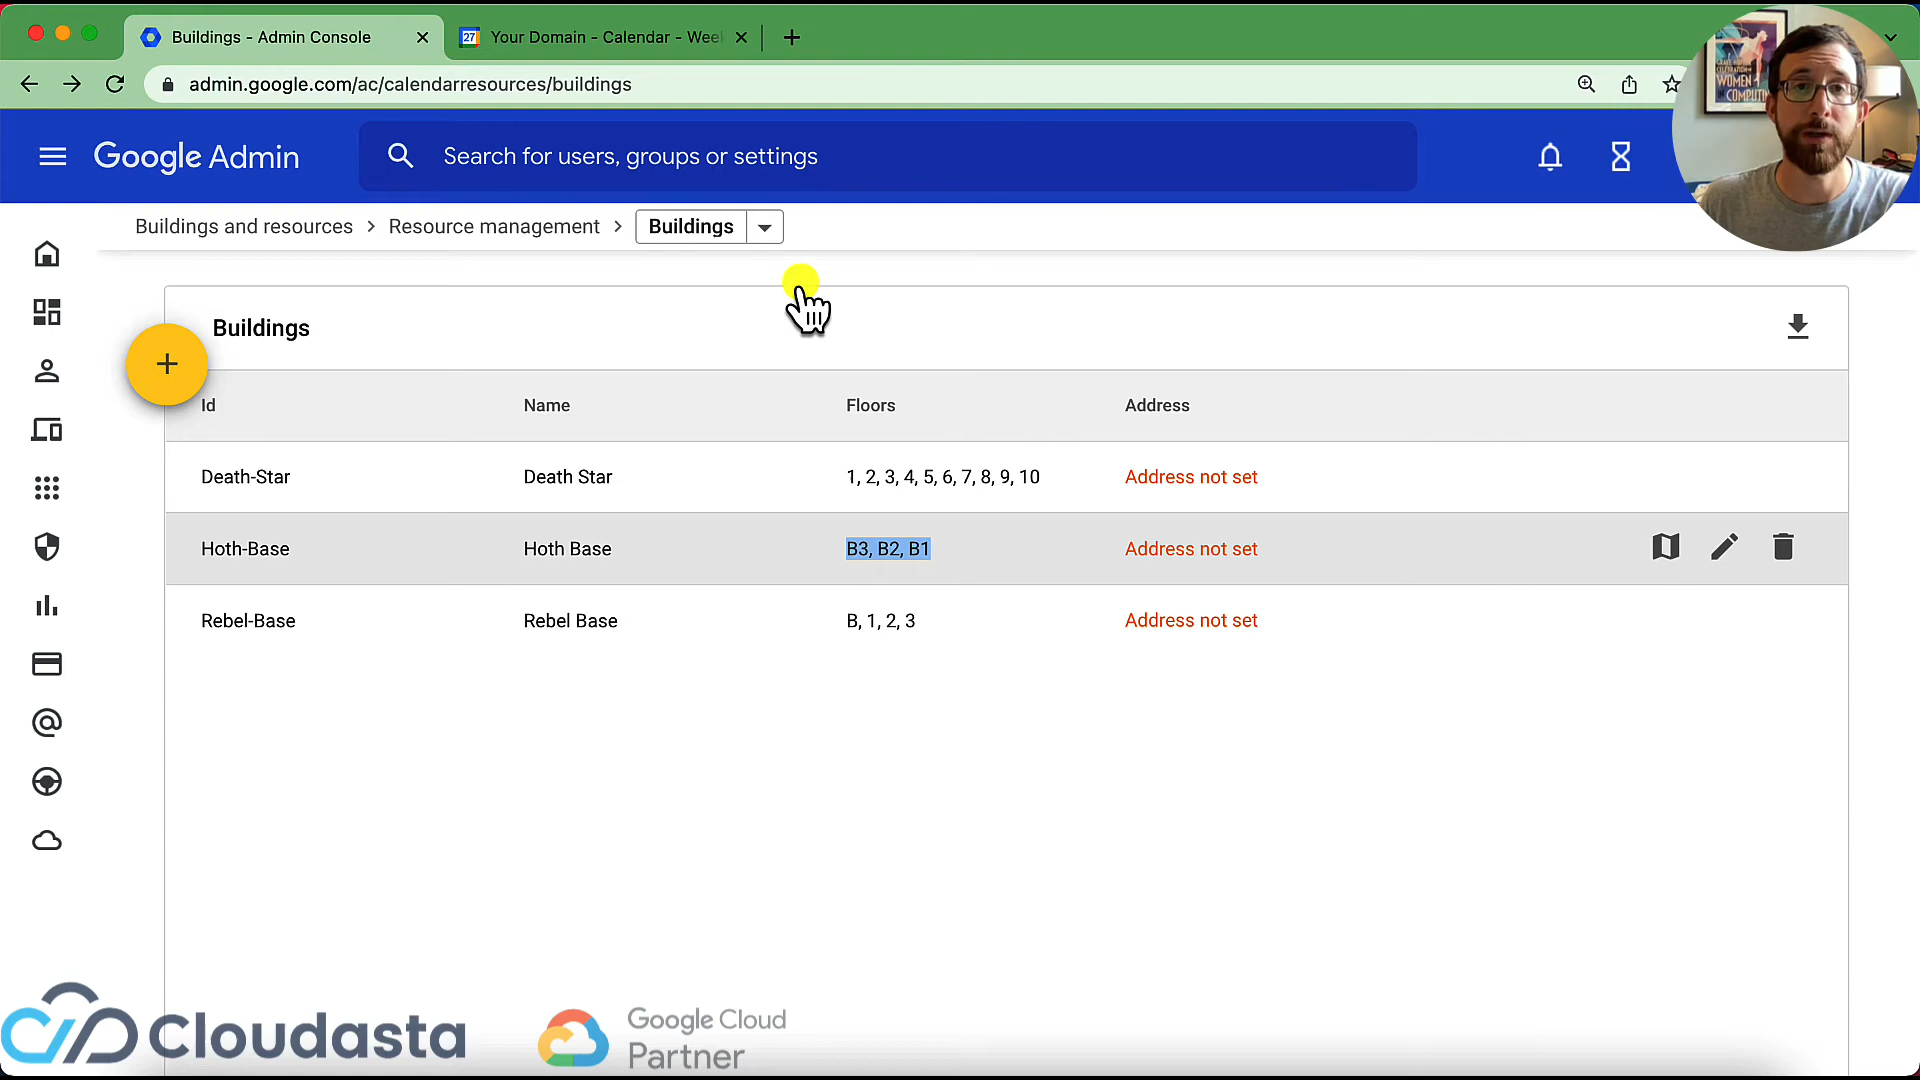 Buildings - Admin Console
27
Your Domain - Calendar - Wee
admin.google.com/ac/calendarresources/buildings
Google Admin
Search for users, groups or settings
WOMEN
Buildings and resources > Resource management > Buildings
Buildings
Id Name Floors Address
Death-Star Death Star 1, 2, 3, 4, 5, 6, 7, 8, 9, 10 Address not set
Hoth-Base Hoth Base B3, B2, B1 Address not set
Rebel-Base Rebel Base B, 1, 2, 3 Address not set
Cloudasta
Google Cloud
Partner